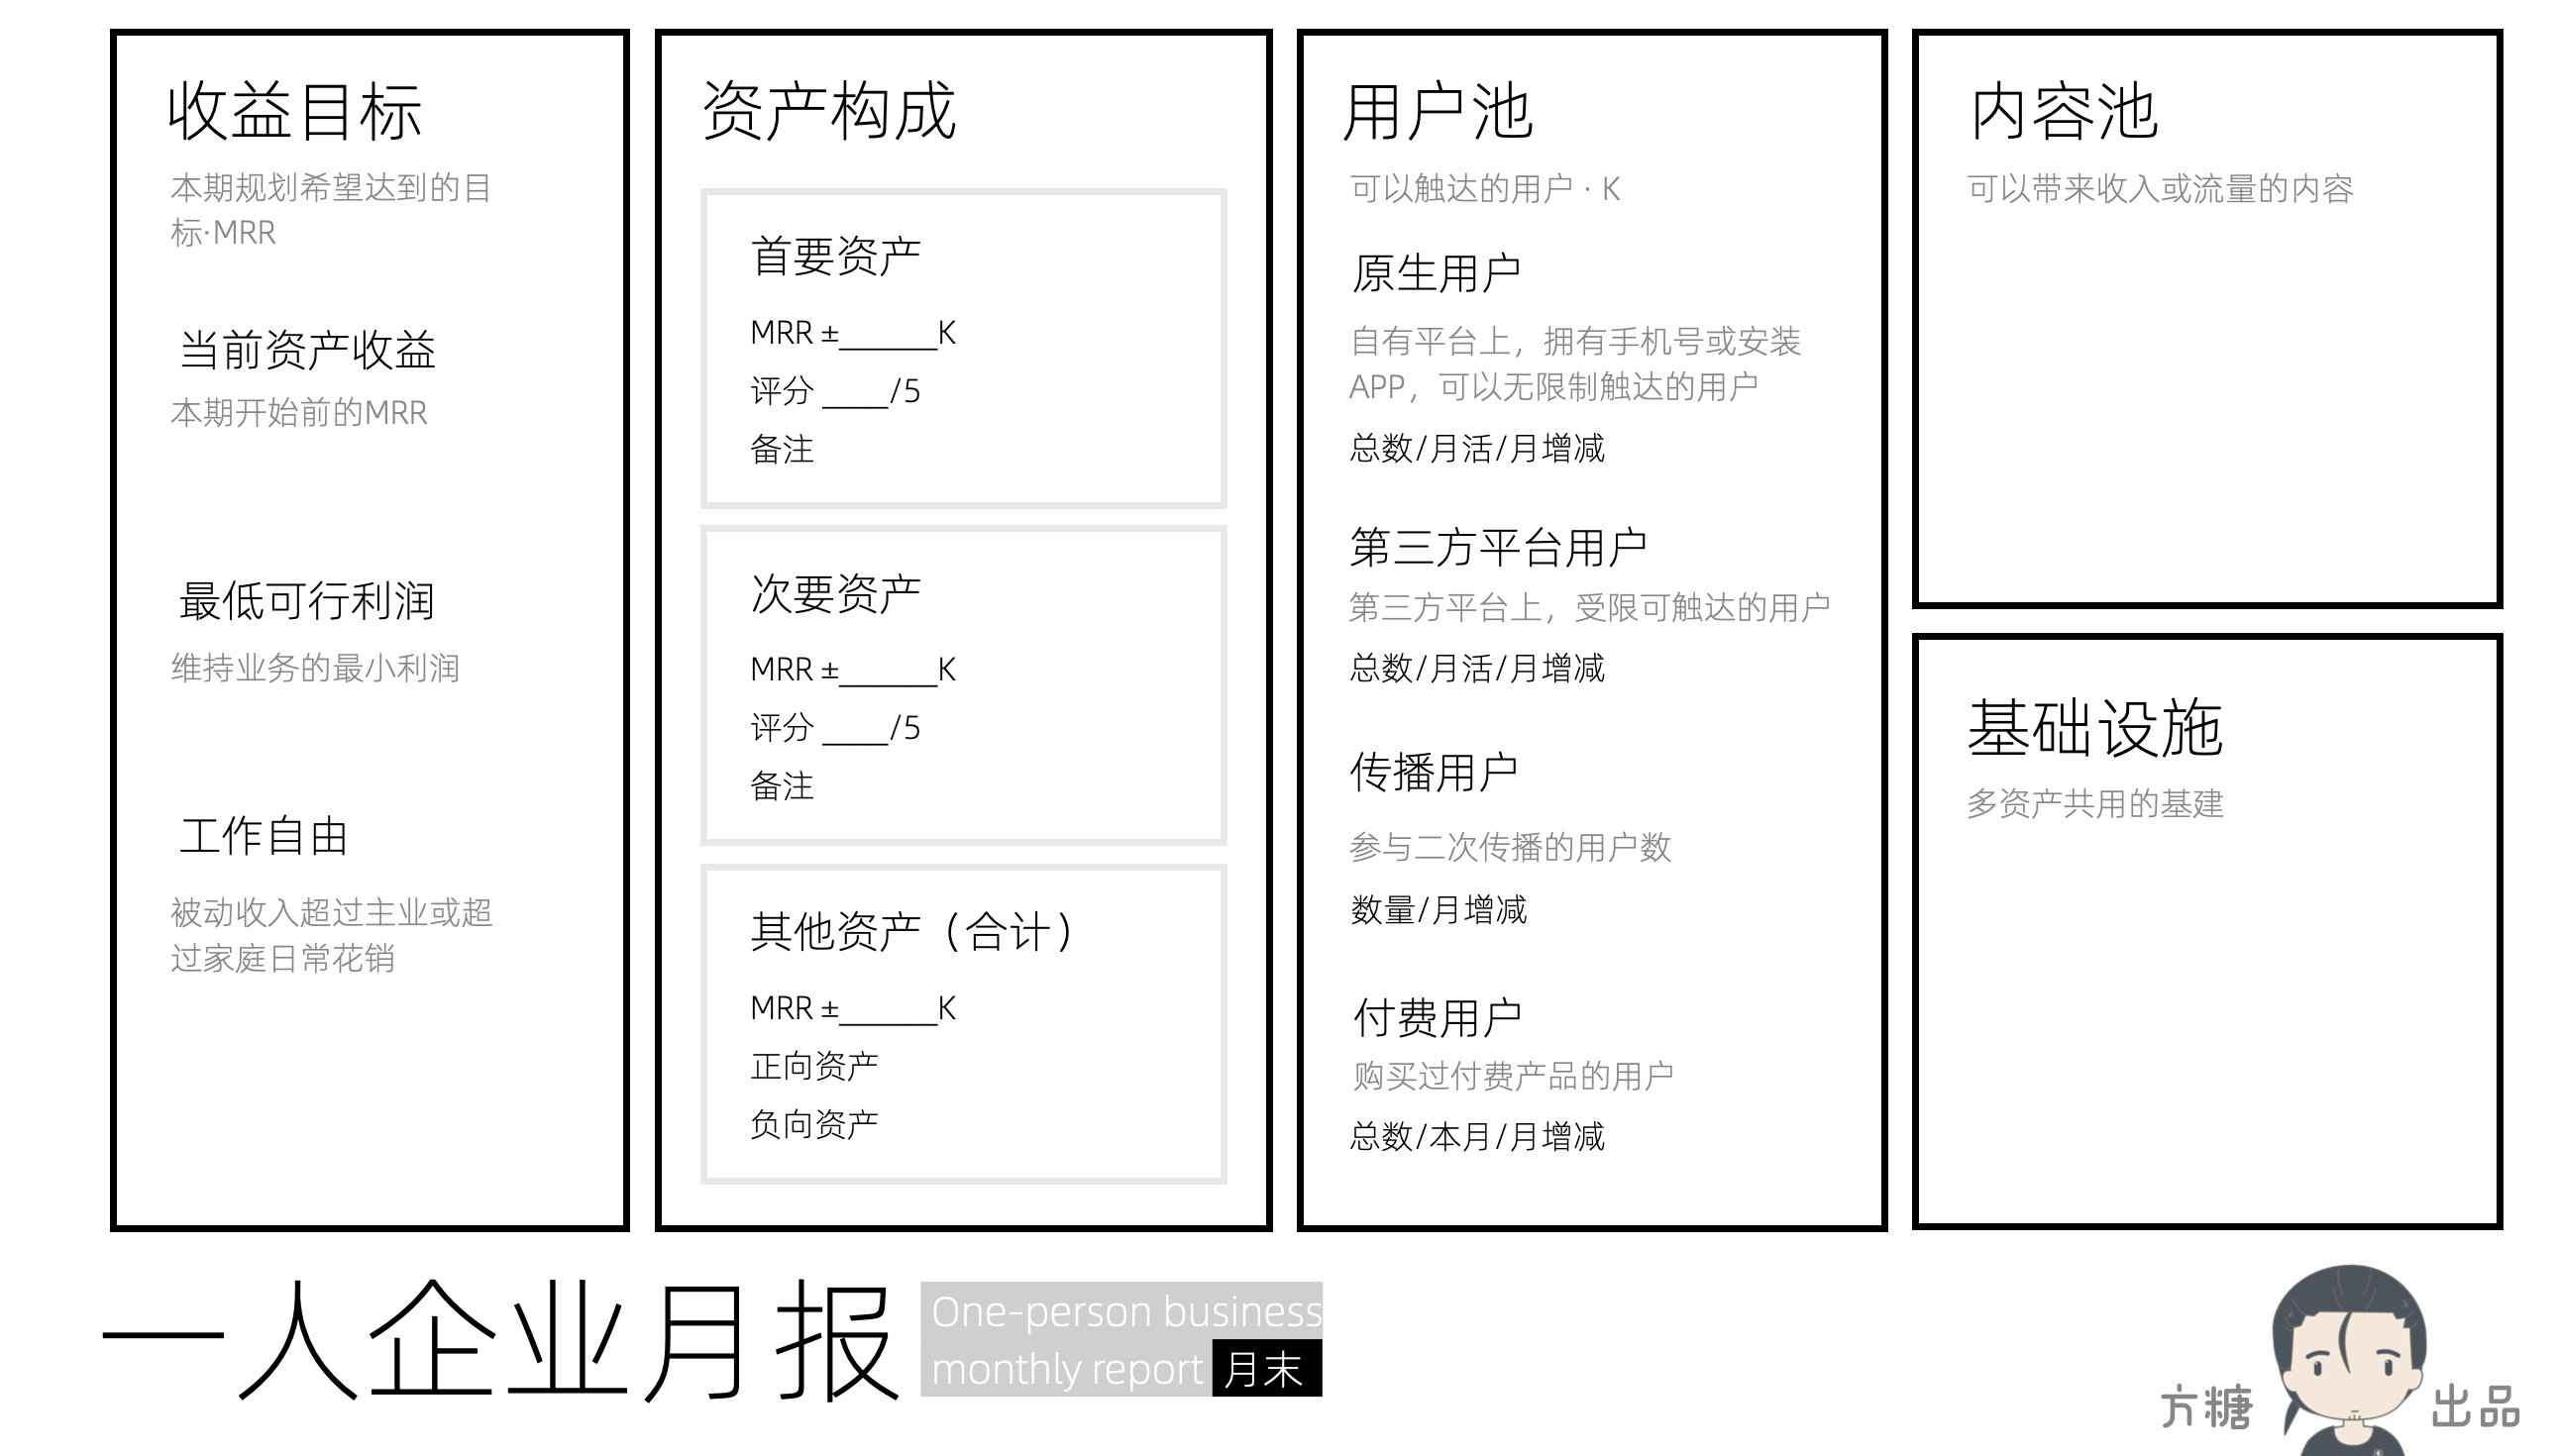 收益目标
本期规划希望达到的目
标·MRR
当前资产收益
本期开始前的MRR
最低可行利润
维持业务的最小利润
工作自由
被动收入超过主业或超
过家庭日常花销
资产构成
首要资产
MRR ±______K
评分 ____/5
备注
次要资产
MRR ±______K
评分 ____/5
备注
其他资产（合计）
MRR ±______K
正向资产
负向资产
用户池
可以触达的用户 · K
原生用户
自有平台上，拥有手机号或安装
APP，可以无限制触达的用户
总数/月活/月增减
第三方平台用户
第三方平台上，受限可触达的用户
总数/月活/月增减
传播用户
参与二次传播的用户数
数量/月增减
付费用户
购买过付费产品的用户
总数/本月/月增减
内容池
可以带来收入或流量的内容
基础设施
多资产共用的基建
一人企业月报
One-person business
monthly report 月末
方糖 出品